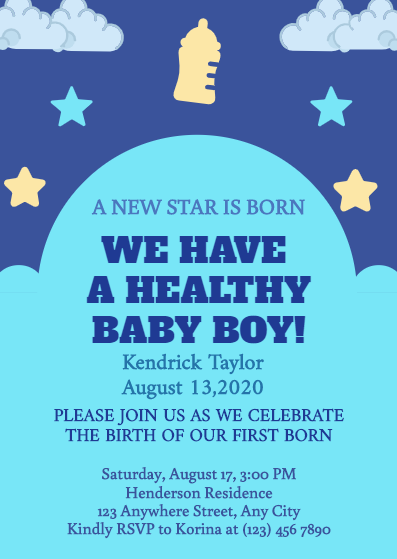 A NEW STAR IS BORN
WE HAVE
A HEALTHY
BABY BOY!
Kendrick Taylor
August 13,2020
PLEASE JOIN US AS WE CELEBRATE
THE BIRTH OF OUR FIRST BORN
Saturday, August 17, 3:00 PM
Henderson Residence
123 Anywhere Street, Any City
Kindly RSVP to Korina at (123) 456 7890